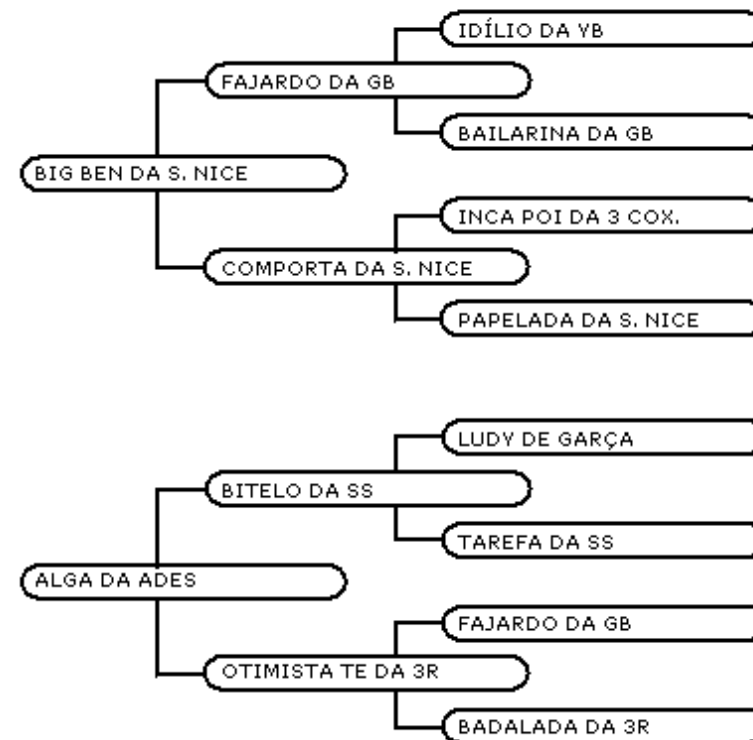 IDÍLIO DA YB
FAJARDO DA GB
BAILARINA DA GB
BIG BEN DA S. NICE
INCA POI DA 3 COX.
COMPORTA DA S. NICE
PAPELADA DA S. NICE
LUDY DE GARÇA
BITELO DA SS
TAREFA DA SS
ALGA DA ADES
FAJARDO DA GB
OTIMISTA TE DA 3R
BADALADA DA 3R